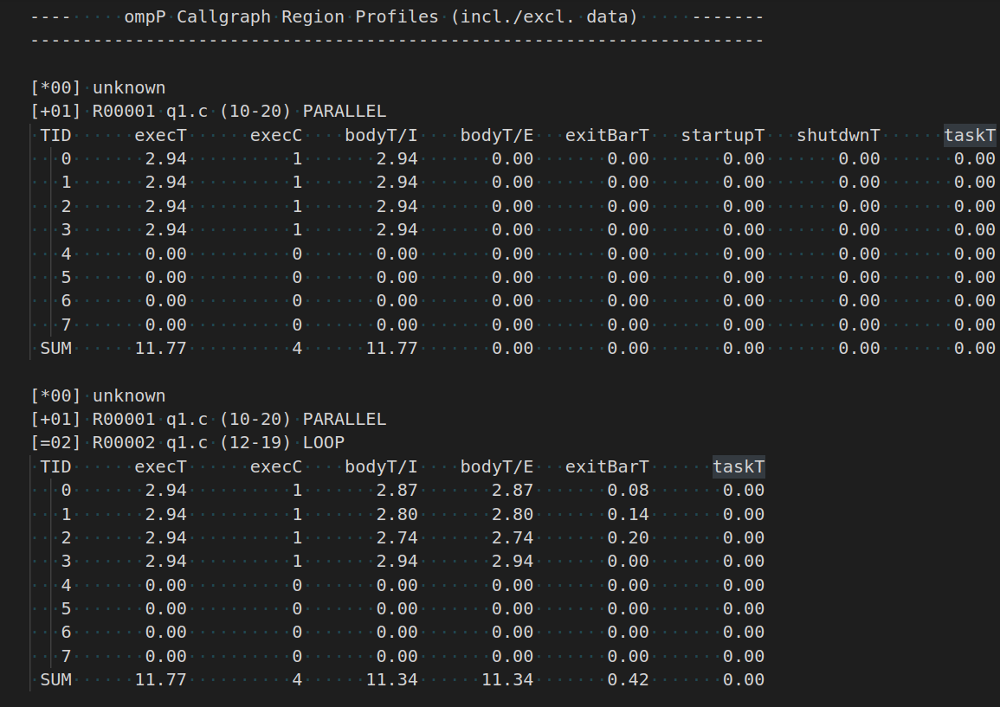 ---- ompP Callgraph Region Profiles (incl./excl. data) -------
----------------------------------------------------------------------
[*00] unknown
[+01] R00001 q1.c (10-20) PARALLEL
TID execT execC bodyT/I bodyT/E exitBarT startupT shutdwnT taskT
0 2.94 1 2.94 0.00 0.00 0.00 0.00 0.00
1 2.94 1 2.94 0.00 0.00 0.00 0.00 0.00
2 2.94 1 2.94 0.00 0.00 0.00 0.00 0.00
3 2.94 1 2.94 0.00 0.00 0.00 0.00 0.00
4 0.00 0 0.00 0.00 0.00 0.00 0.00 0.00
5 0.00 0 0.00 0.00 0.00 0.00 0.00 0.00
6 0.00 0 0.00 0.00 0.00 0.00 0.00 0.00
7 0.00 0 0.00 0.00 0.00 0.00 0.00 0.00
SUM 11.77 4 11.77 0.00 0.00 0.00 0.00 0.00
[*00] unknown
[+01] R00001 q1.c (10-20) PARALLEL
[=02] R00002 q1.c (12-19) LOOP
TID execT execC bodyT/I bodyT/E exitBarT taskT
0 2.94 1 2.87 2.87 0.08 0.00
1 2.94 1 2.80 2.80 0.14 0.00
2 2.94 1 2.74 2.74 0.20 0.00
3 2.94 1 2.94 2.94 0.00 0.00
4 0.00 0 0.00 0.00 0.00 0.00
5 0.00 0 0.00 0.00 0.00 0.00
6 0.00 0 0.00 0.00 0.00 0.00
7 0.00 0 0.00 0.00 0.00 0.00
SUM 11.77 4 11.34 11.34 0.42 0.00